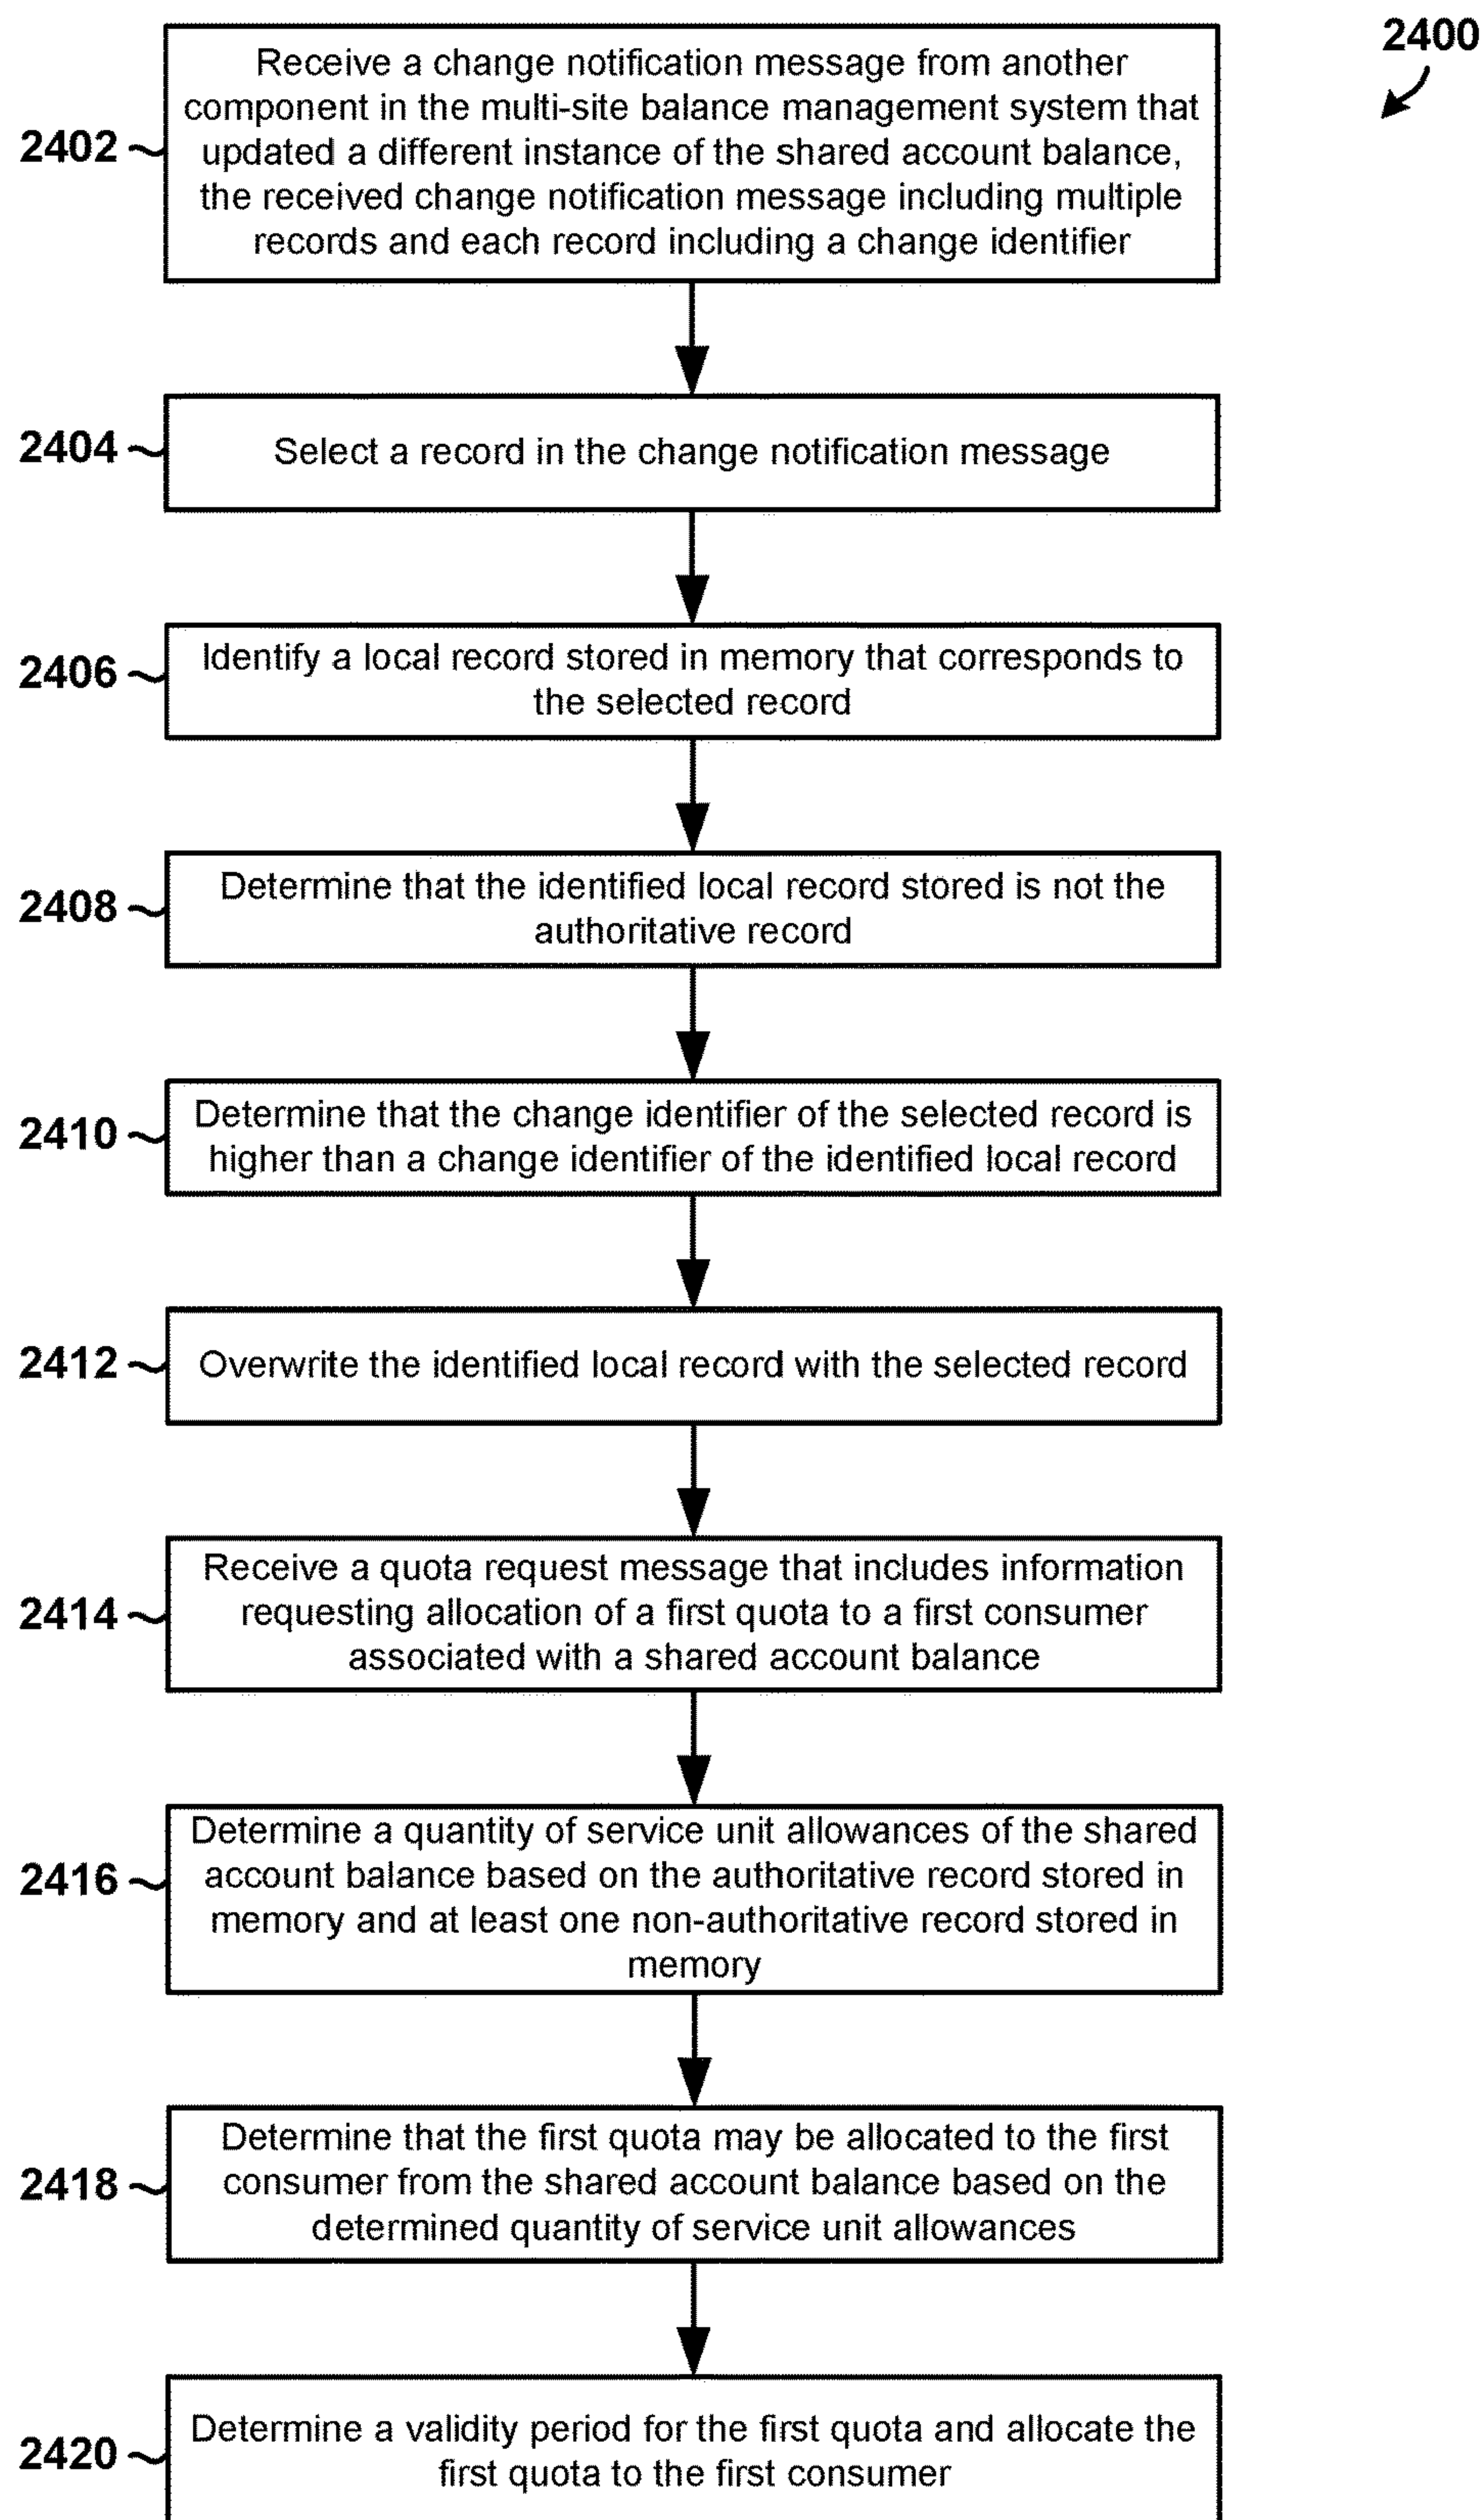 2400
Receive a change notification message from another
component in the multi-site balance management system that
2402
updated a different instance of the shared account balance,
the received change notification message including multiple
records and each record including a change identifier
2404
Select a record in the change notification message
2406
Identify a local record stored in memory that corresponds to
the selected record
2408
Determine that the identified local record stored is not the
authoritative record
2410
Determine that the change identifier of the selected record is
higher than a change identifier of the identified local record
2412
Overwrite the identified local record with the selected record
2414
Receive a quota request message that includes information
requesting allocation of a first quota to a first consumer
associated with a shared account balance
2416
Determine a quantity of service unit allowances of the shared
account balance based on the authoritative record stored in
memory and at least one non-authoritative record stored in
memory
2418
Determine that the first quota may be allocated to the first
consumer from the shared account balance based on the
determined quantity of service unit allowances
2420
Determine a validity period for the first quota and allocate the
first quota to the first consumer